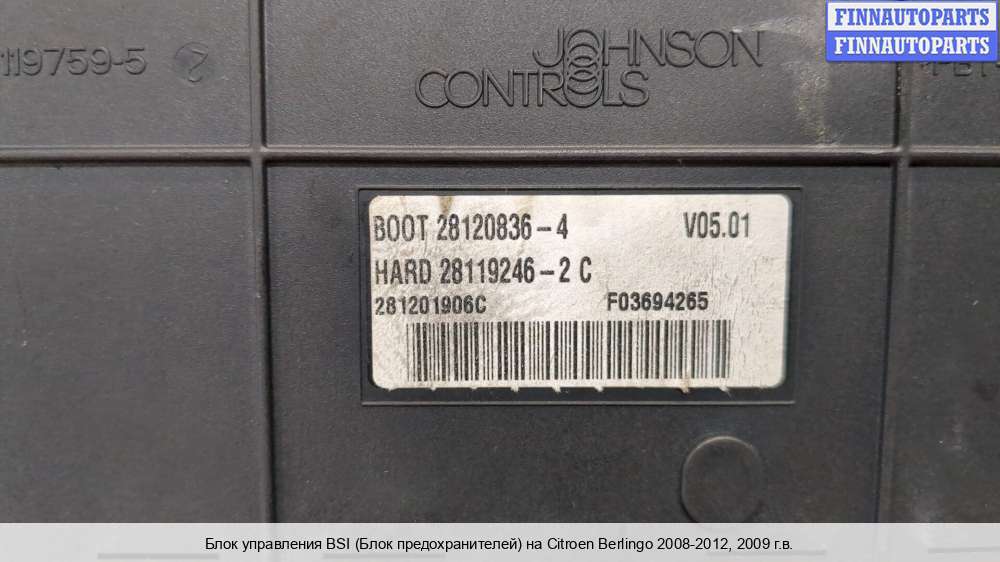 FINNAUTOPARTS
FINNAUTOPARTS
119759-5
JOHNSON
CONTROLS
BOOT 28120836-4 V05.01
HARD 28119246-2 C
281201906C F03694265
Блок управления BSI (Блок предохранителей) на Citroen Berlingo 2008-2012, 2009 г.в.